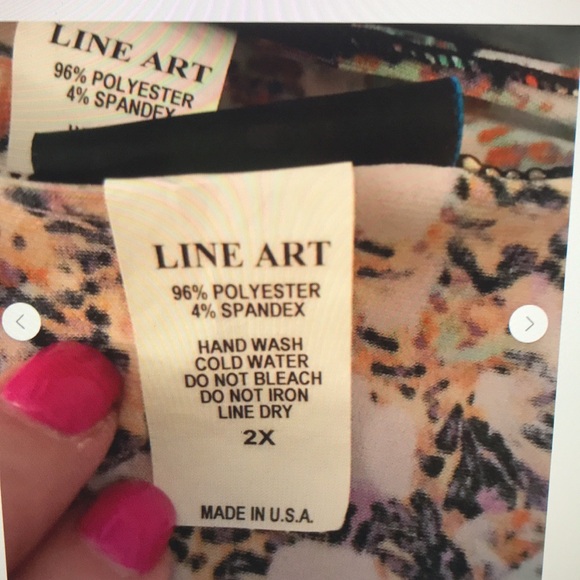 LINE ART
96% POLYESTER
4% SPANDEX
LINE ART
96% POLYESTER
4% SPANDEX
HAND WASH
COLD WATER
DO NOT BLEACH
DO NOT IRON
LINE DRY
2X
MADE IN U.S.A.